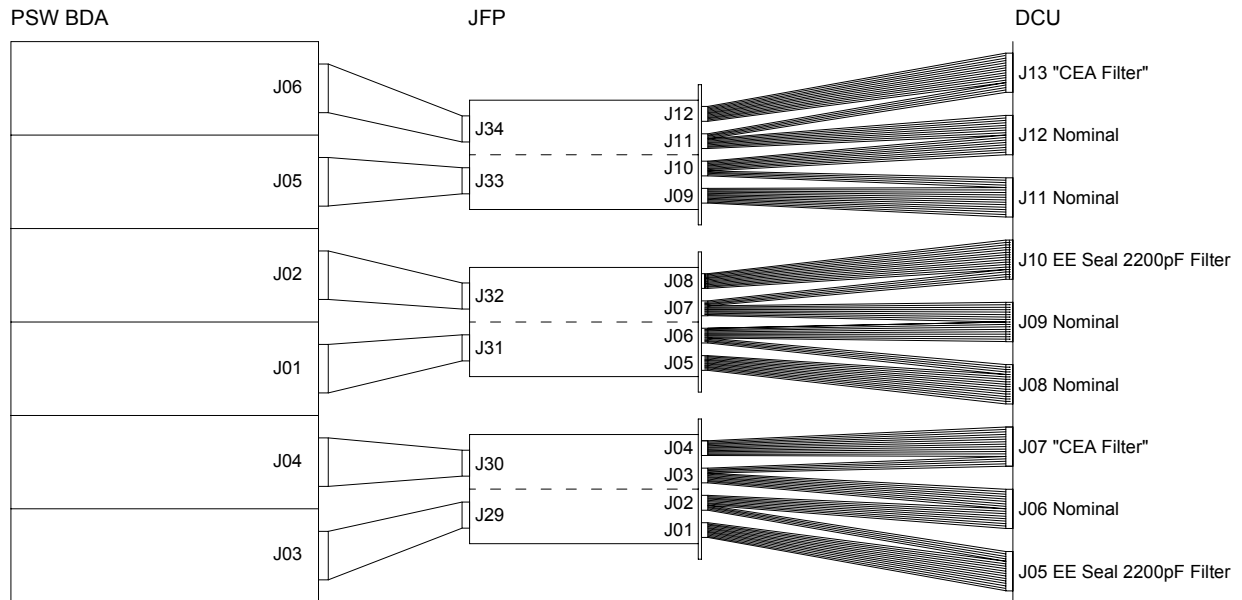 PSW BDA
JFP
DCU
J06
J05
J02
J01
J04
J03
J34
J33
J32
J31
J30
J29
J12
J11
J10
J09
J08
J07
J06
J05
J04
J03
J02
J01
J13 "CEA Filter"
J12 Nominal
J11 Nominal
J10 EE Seal 2200pF Filter
J09 Nominal
J08 Nominal
J07 "CEA Filter"
J06 Nominal
J05 EE Seal 2200pF Filter